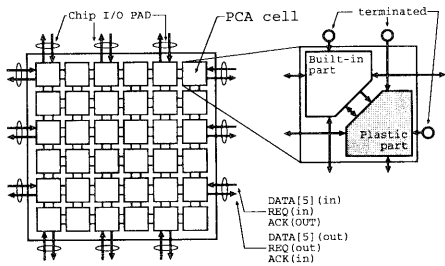 Chip I/O PAD
PCA cell
terminated
Built-in
part
Plastic
part
DATA[5](in)
REQ(in)
ACK(OUT)
DATA[5](out)
REQ(out)
ACK(in)